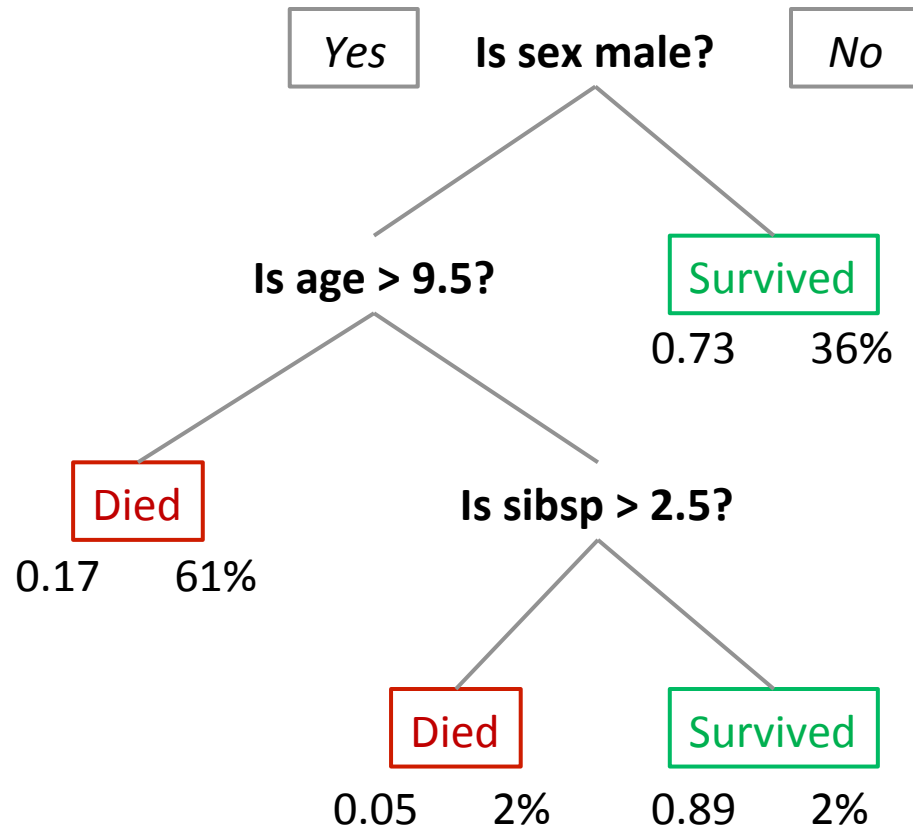 Yes Is sex male? No
Is age > 9.5? Survived
0.73 36%
Died Is sibsp > 2.5?
0.17 61%
Died Survived
0.05 2% 0.89 2%